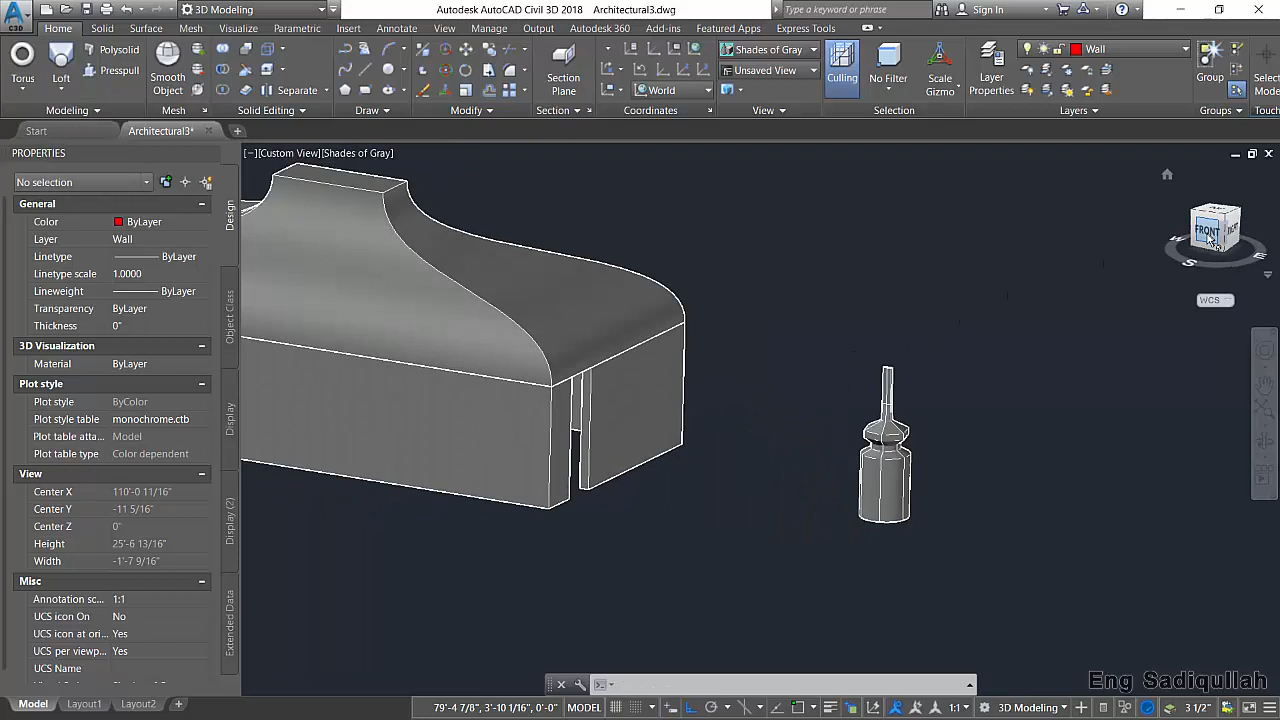 3D Modeling
Autodesk AutoCAD Civil 3D 2018 Architectural3.dwg
Type a keyword or phrase
Sign In
C3D
Home Solid Surface Mesh Visualize Parametric Insert Annotate View Manage Output Autodesk 360 Add-ins Featured Apps Express Tools
Torus
Loft
Polysolid
Presspull
Smooth Object
Separate
Section Plane
World
Shades of Gray
Unsaved View
Culling
No Filter
Scale Gizmo
Layer Properties
Wall
Group
Modeling
Mesh
Solid Editing
Draw
Modify
Section
Coordinates
View
Selection
Layers
Groups
Touch
Start
Architectural3*
PROPERTIES
[−][Custom View][Shades of Gray]
No selection
General
Color ByLayer
Layer Wall
Linetype ByLayer
Linetype scale 1.0000
Lineweight ByLayer
Transparency ByLayer
Thickness 0"
3D Visualization
Material ByLayer
Plot style
Plot style ByColor
Plot style table monochrome.ctb
Plot table atta... Model
Plot table type Color dependent
View
Center X 110'-0 11/16"
Center Y -11 5/16"
Center Z 0"
Height 25'-6 13/16"
Width -1'-7 9/16"
Misc
Annotation sc... 1:1
UCS icon On No
UCS icon at ori... Yes
UCS per viewp... Yes
UCS Name
Design
Object Class
Display
Display (2)
Extended Data
FRONT
S
E
WCS
Eng Sadiqullah
Model Layout1 Layout2
79'-4 7/8", 3'-10 1/16", 0'-0" MODEL
1:1
3D Modeling
3 1/2"